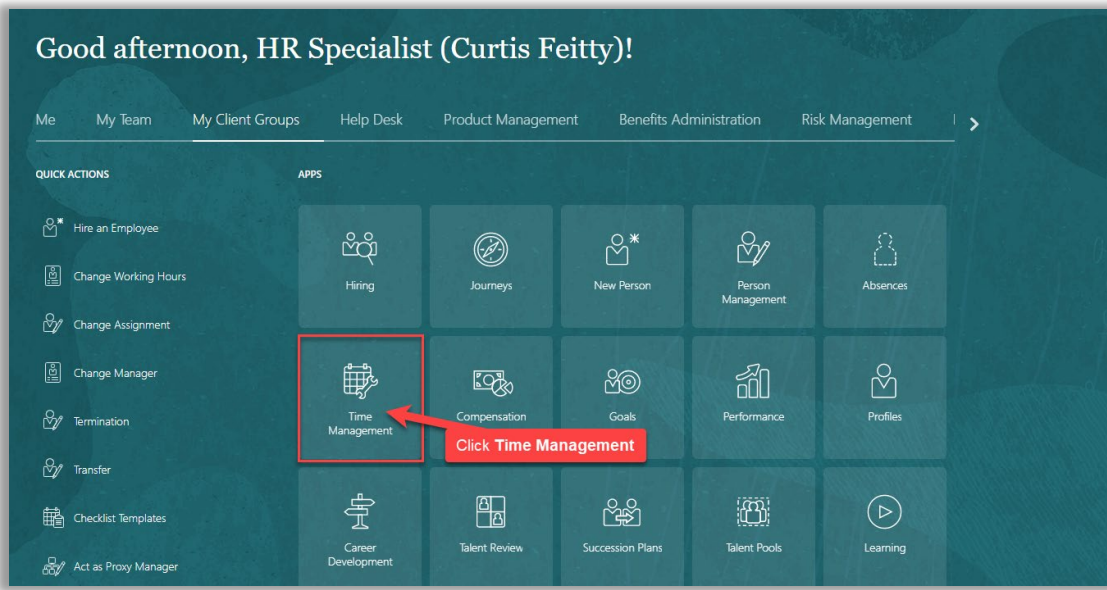 Good afternoon, HR Specialist (Curtis Feitty)!
Me My Team My Client Groups Help Desk Product Management Benefits Administration Risk Management
QUICK ACTIONS
APPS
Hire an Employee
Change Working Hours
Change Assignment
Change Manager
Termination
Transfer
Checklist Templates
Act as Proxy Manager
Hiring
Journeys
New Person
Person
Management
Absences
Time
Management
Compensation
Goals
Performance
Profiles
Click Time Management
Career
Development
Talent Review
Succession Plans
Talent Pools
Learning